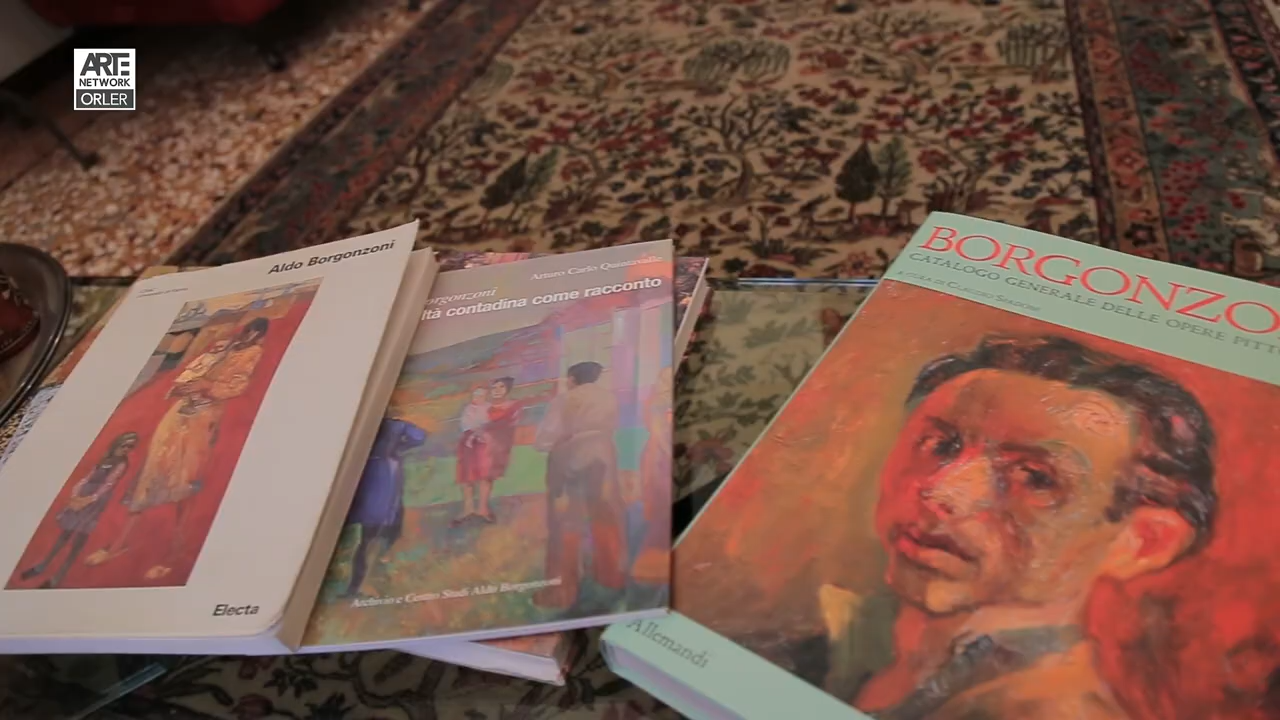 ARTE
NETWORK
ORLER
Aldo Borgonzoni
Electa
Arturo Carlo Quintavalle
orgonzoni
ltà contadina come racconto
Archivio e Centro Studi Aldo Borgonzoni
BORGONZO
CATALOGO GENERALE DELLE OPERE PITT
A CURA DI CLAUDIO SPADONI
Allemandi